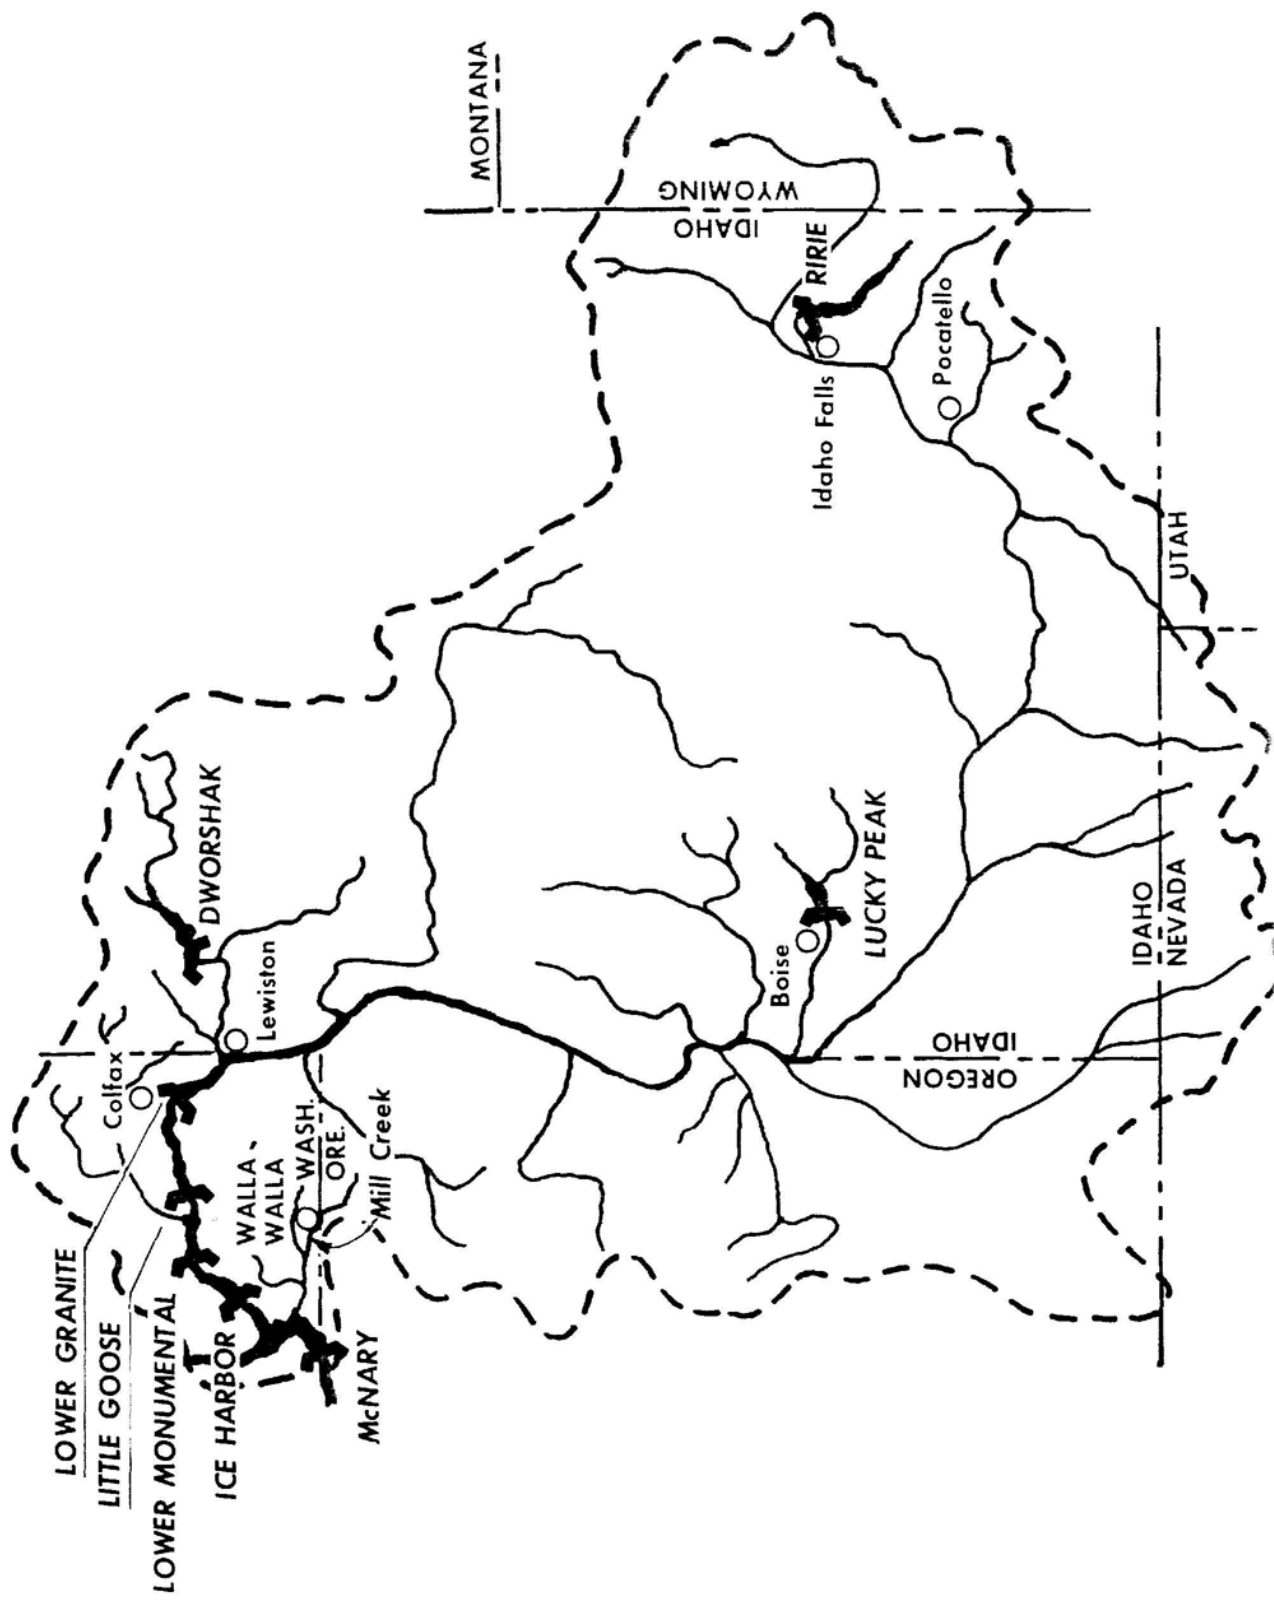 LOWER GRANITE
LITTLE GOOSE
LOWER MONUMENTAL
ICE HARBOR
McNARY
Colfax
WALLA
WALLA
WASH.
ORE.
Mill Creek
Lewiston
DWORSHAK
OREGON
IDAHO
Boise
LUCKY PEAK
IDAHO
NEVADA
UTAH
Idaho Falls
Pocatello
RIRIE
IDAHO
WYOMING
MONTANA